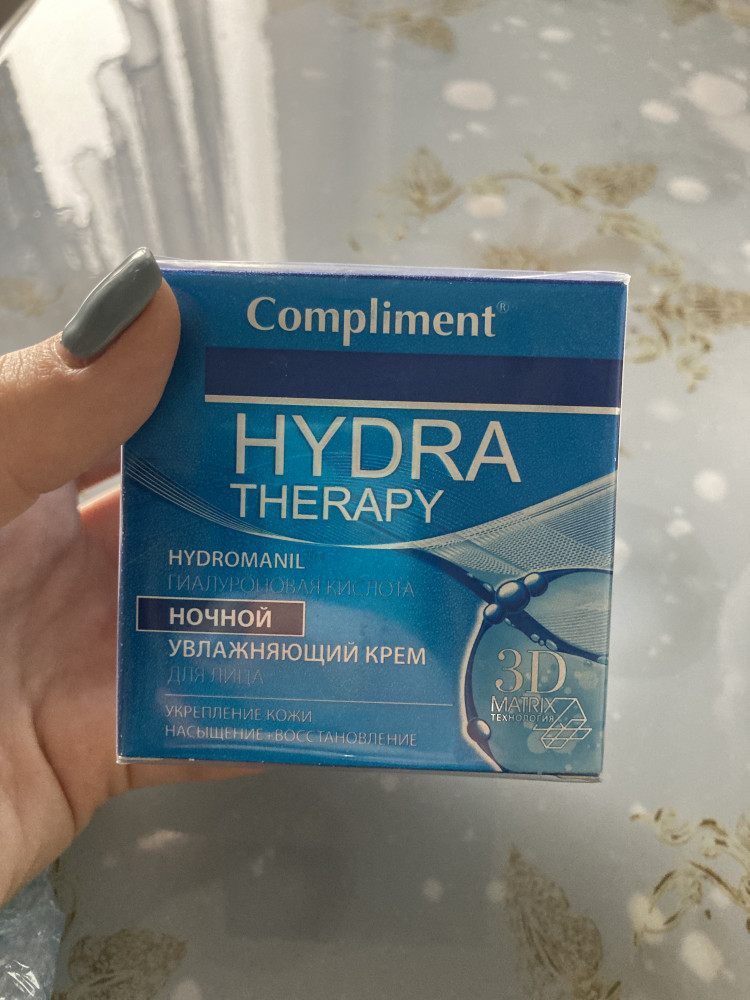 Compliment®
HYDRA
THERAPY
HYDROMANIL
ГИАЛУРОНОВАЯ КИСЛОТА
НОЧНОЙ
УВЛАЖНЯЮЩИЙ КРЕМ
ДЛЯ ЛИЦА
УКРЕПЛЕНИЕ КОЖИ
НАСЫЩЕНИЕ • ВОССТАНОВЛЕНИЕ
3D
MATRIX
ТЕХНОЛОГИЯ